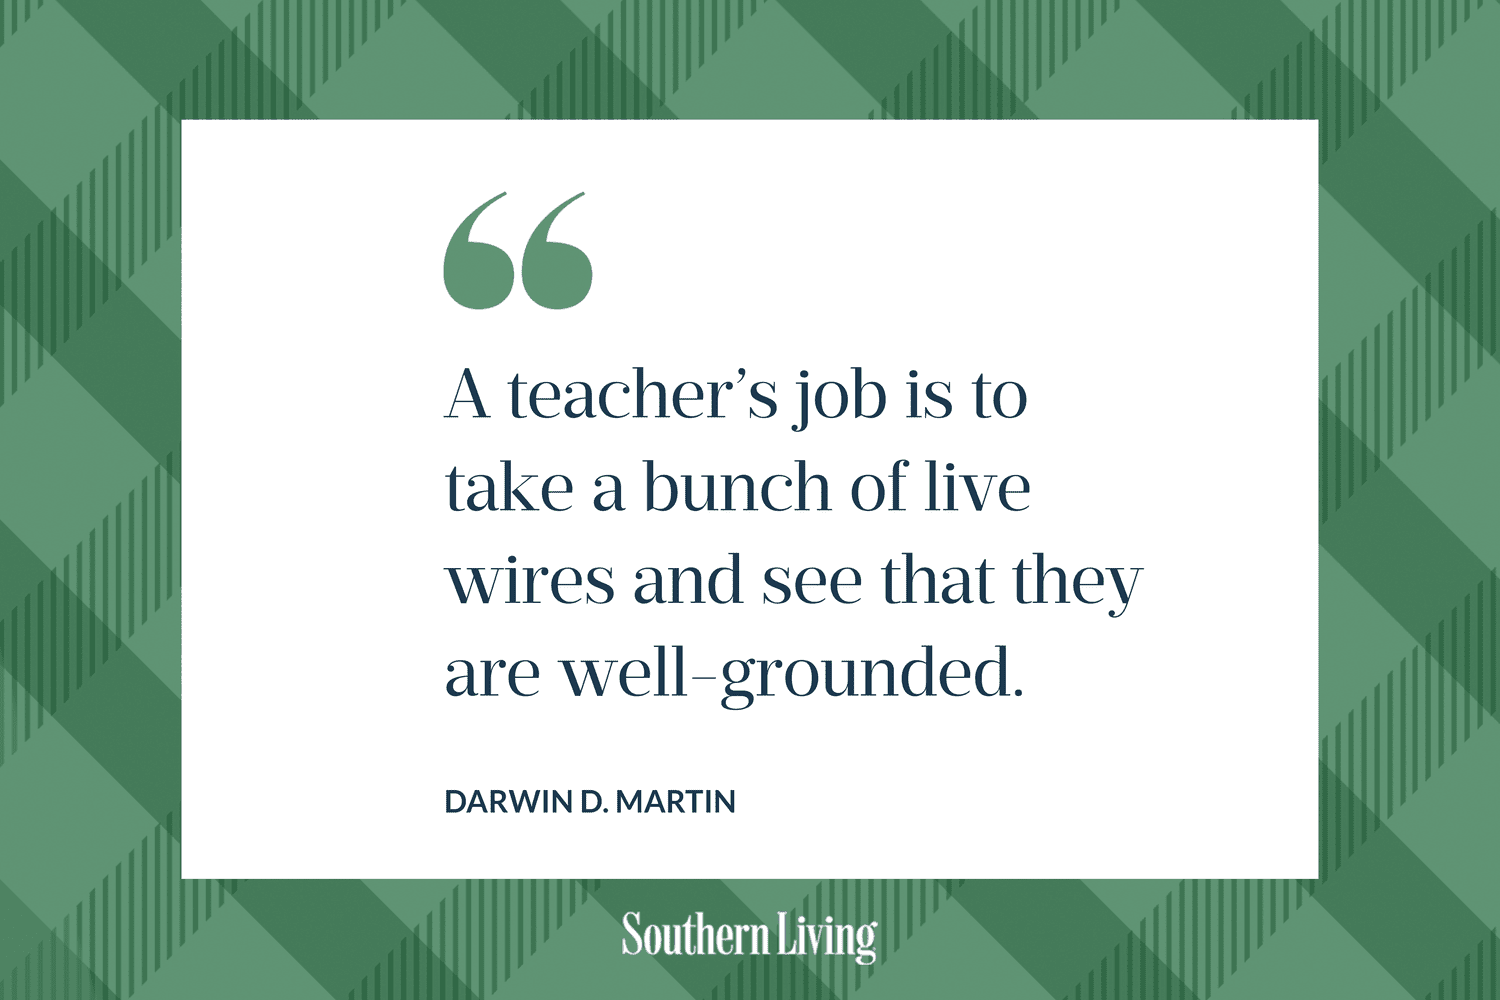 “
A teacher’s job is to
take a bunch of live
wires and see that they
are well-grounded.
DARWIN D. MARTIN
Southern Living